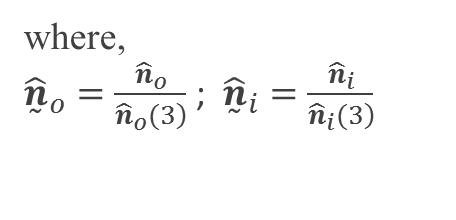 where,
n̰̂ₒ = n̂ₒ / n̂ₒ(3) ; n̰̂ᵢ = n̂ᵢ / n̂ᵢ(3)